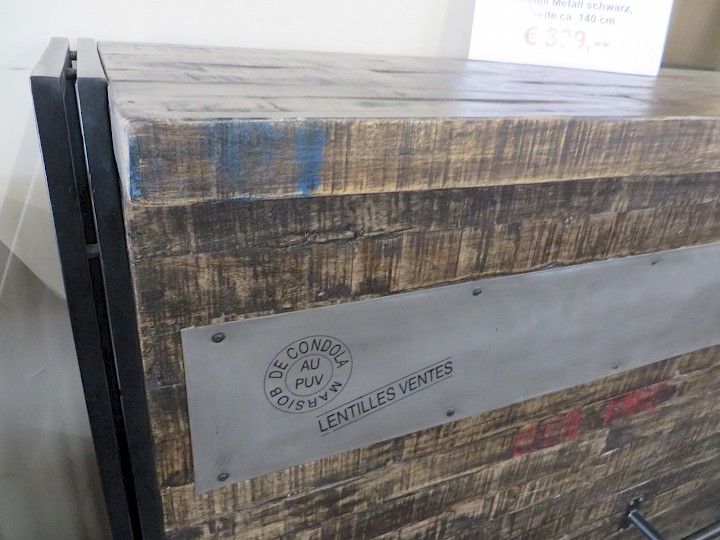 Metall schwarz,
ca. 140 cm
€ 399,--
DE CONDOLA
MARSIOB
AU
PUV
LENTILLES VENTES